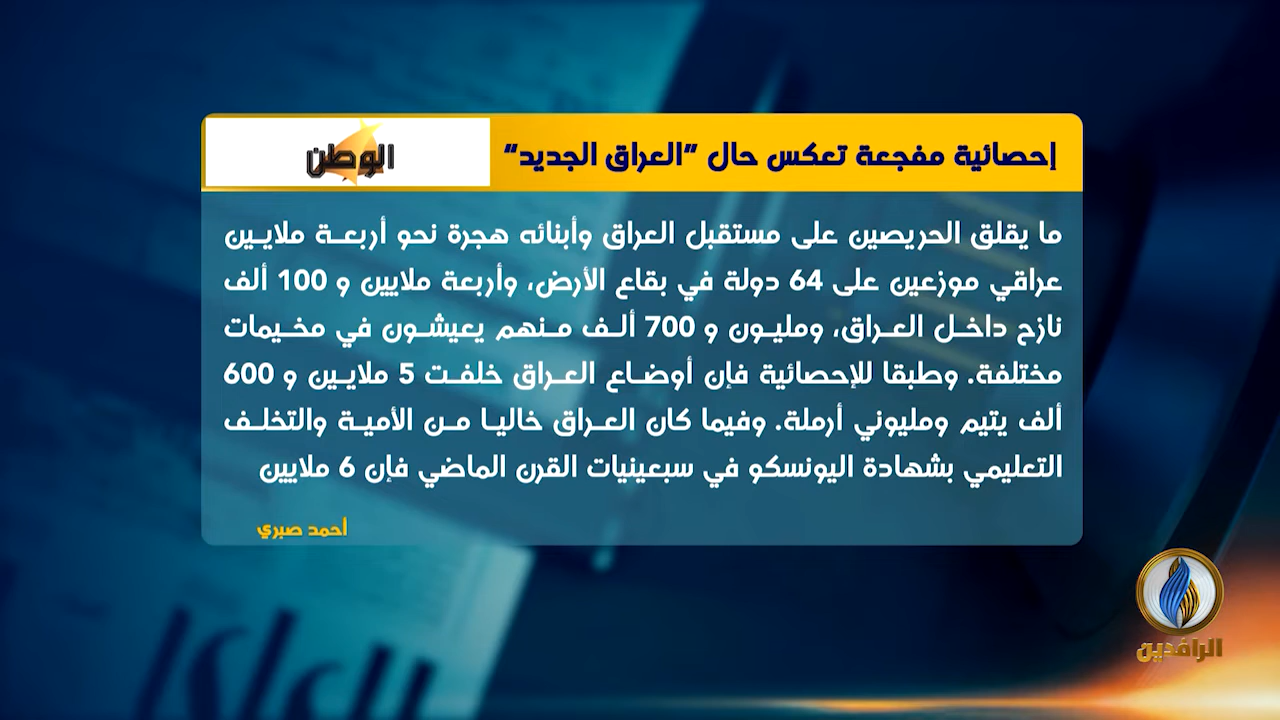 إحصائية مفجعة تعكس حال ”العراق الجديد“
الوطن
ما يقلق الحريصين على مستقبل العراق وأبنائه هجرة نحو أربعة ملايين
عراقي موزعين على 64 دولة في بقاع الأرض، وأربعة ملايين و 100 ألف
نازح داخل العراق، ومليون و 700 ألف منهم يعيشون في مخيمات
مختلفة. وطبقا للإحصائية فإن أوضاع العراق خلفت 5 ملايين و 600
ألف يتيم ومليوني أرملة. وفيما كان العراق خاليا من الأمية والتخلف
التعليمي بشهادة اليونسكو في سبعينيات القرن الماضي فإن 6 ملايين
أحمد صبري
الرافدين